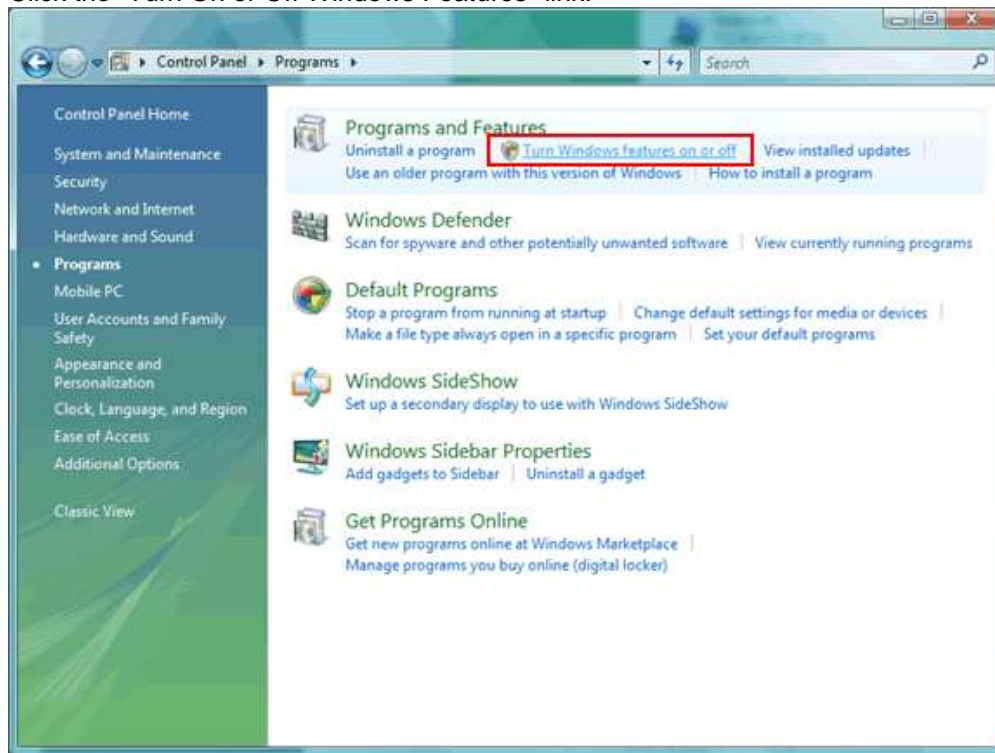 Click the "Turn On or Off Windows Features" link.
Control Panel Programs
Search
Control Panel Home
System and Maintenance
Security
Network and Internet
Hardware and Sound
Programs
Mobile PC
User Accounts and Family
Safety
Appearance and
Personalization
Clock, Language, and Region
Ease of Access
Additional Options
Classic View
Programs and Features
Uninstall a program Turn Windows features on or off View installed updates
Use an older program with this version of Windows How to install a program
Windows Defender
Scan for spyware and other potentially unwanted software View currently running programs
Default Programs
Stop a program from running at startup Change default settings for media or devices
Make a file type always open in a specific program Set your default programs
Windows SideShow
Set up a secondary display to use with Windows SideShow
Windows Sidebar Properties
Add gadgets to Sidebar Uninstall a gadget
Get Programs Online
Get new programs online at Windows Marketplace
Manage programs you buy online (digital locker)